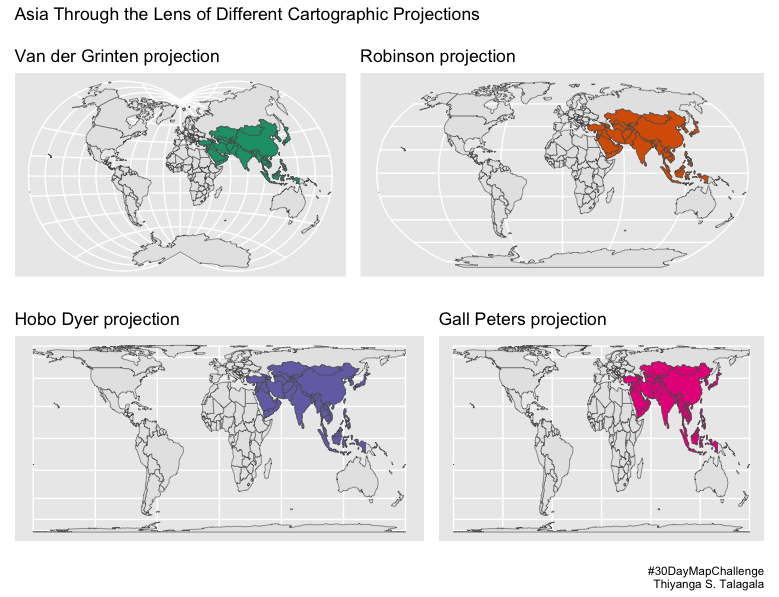 Asia Through the Lens of Different Cartographic Projections
Van der Grinten projection
Robinson projection
Hobo Dyer projection
Gall Peters projection
#30DayMapChallenge
Thiyanga S. Talagala